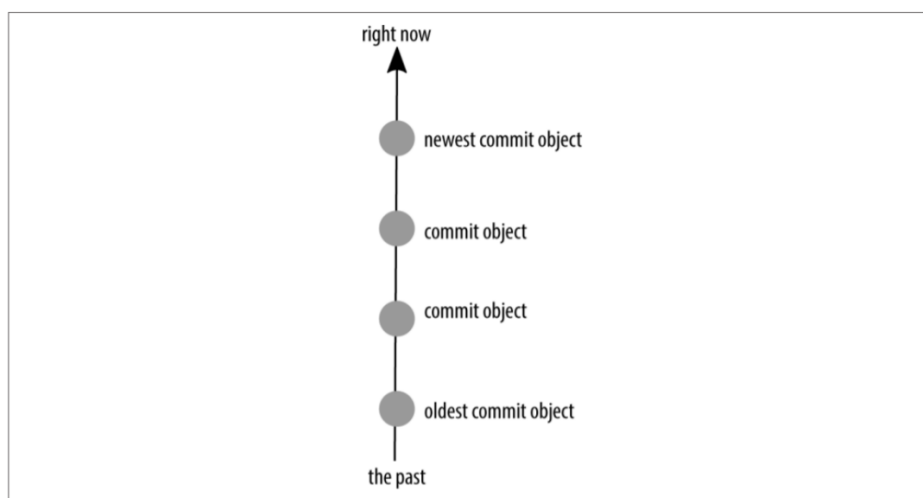 right now
newest commit object
commit object
commit object
oldest commit object
the past